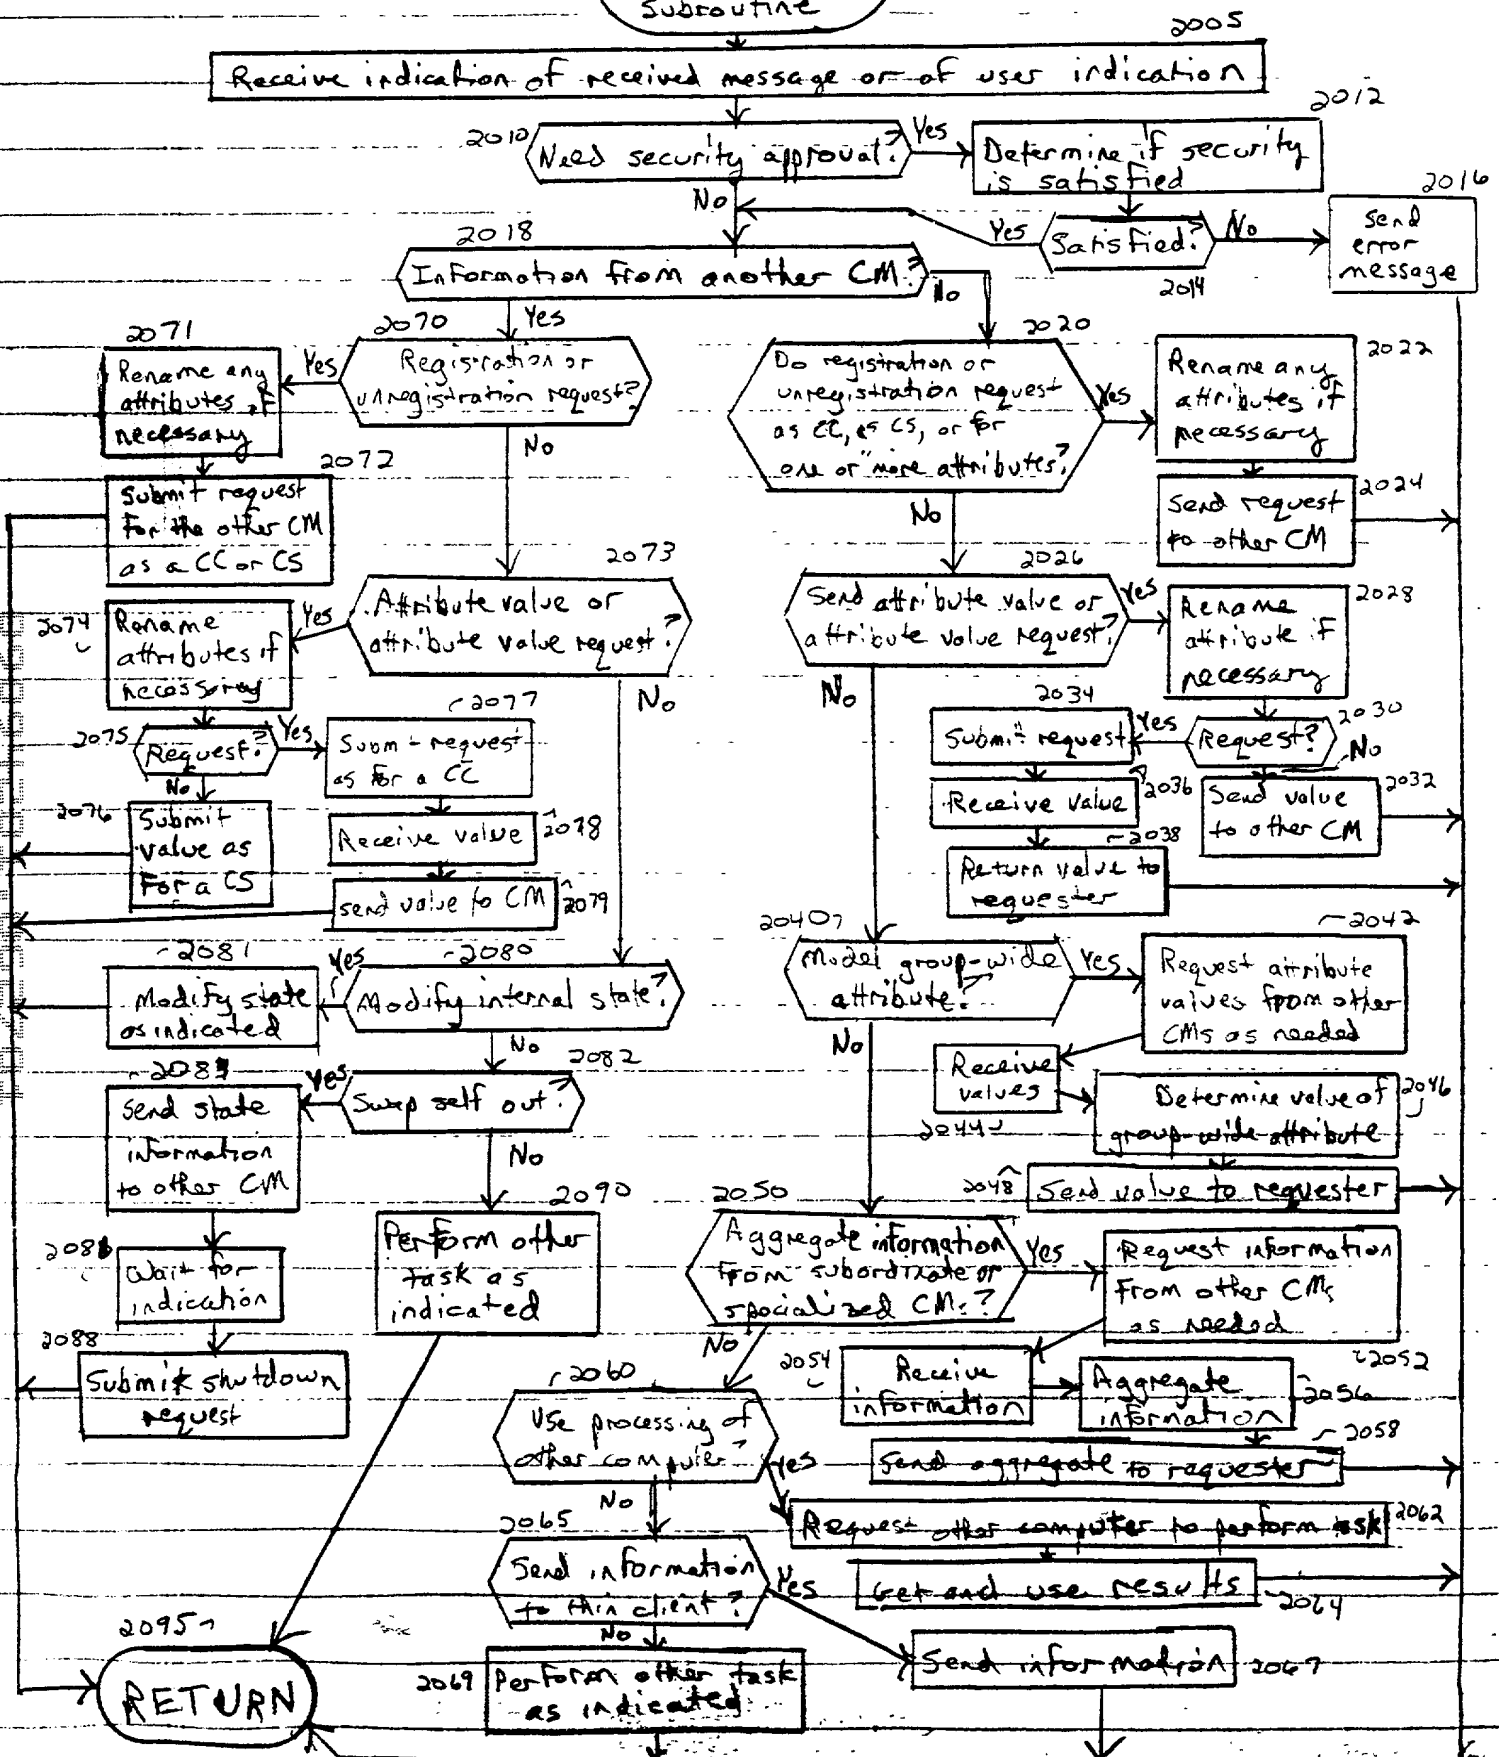 Subroutine
2005
Receive indication of received message or of user indication
2010
Need security approval?
Yes
No
2012
Determine if security
is satisfied
2014
Satisfied?
Yes
No
2016
Send
error
message
2018
Information from another CM?
Yes
No
2070
Registration or
unregistration request?
Yes
No
2071
Rename any
attributes if
necessary
2072
Submit request
for the other CM
as a CC or CS
2020
Do registration or
unregistration request
as CC, as CS, or for
one or more attributes?
Yes
No
2022
Rename any
attributes if
necessary
2024
Send request
to other CM
2073
Attribute value or
attribute value request?
Yes
No
2074
Rename
attributes if
necessary
2075
Request?
Yes
No
2077
Submit request
as for a CC
2076
Submit
value as
for a CS
2078
Receive value
2079
send value to CM
2026
Send attribute value or
attribute value request?
Yes
No
2028
Rename
attribute if
necessary
2030
Request?
Yes
No
2034
Submit request
2032
Send value
to other CM
2036
Receive value
2038
Return value to
requester
2080
Modify internal state?
Yes
No
2081
Modify state
as indicated
2082
Swap self out?
Yes
No
Send state
information
to other CM
Wait for
indication
2088
Submit shutdown
request
2090
Perform other
task as
indicated
2040
Model group-wide
attribute?
Yes
No
2042
Request attribute
values from other
CMs as needed
2044
Receive
values
2046
Determine value of
group-wide attribute
2048
Send value to requester
2050
Aggregate information
from subordinate or
specialized CMs?
Yes
No
2052
Request information
from other CMs
as needed
2054
Receive
information
2056
Aggregate
information
2058
Send aggregate to requester
2060
Use processing of
other computer?
Yes
No
2062
Request other computer to perform task
2064
Get and use results
2065
Send information
to thin client?
Yes
No
2067
Send information
2069
Perform other task
as indicated
2095
RETURN